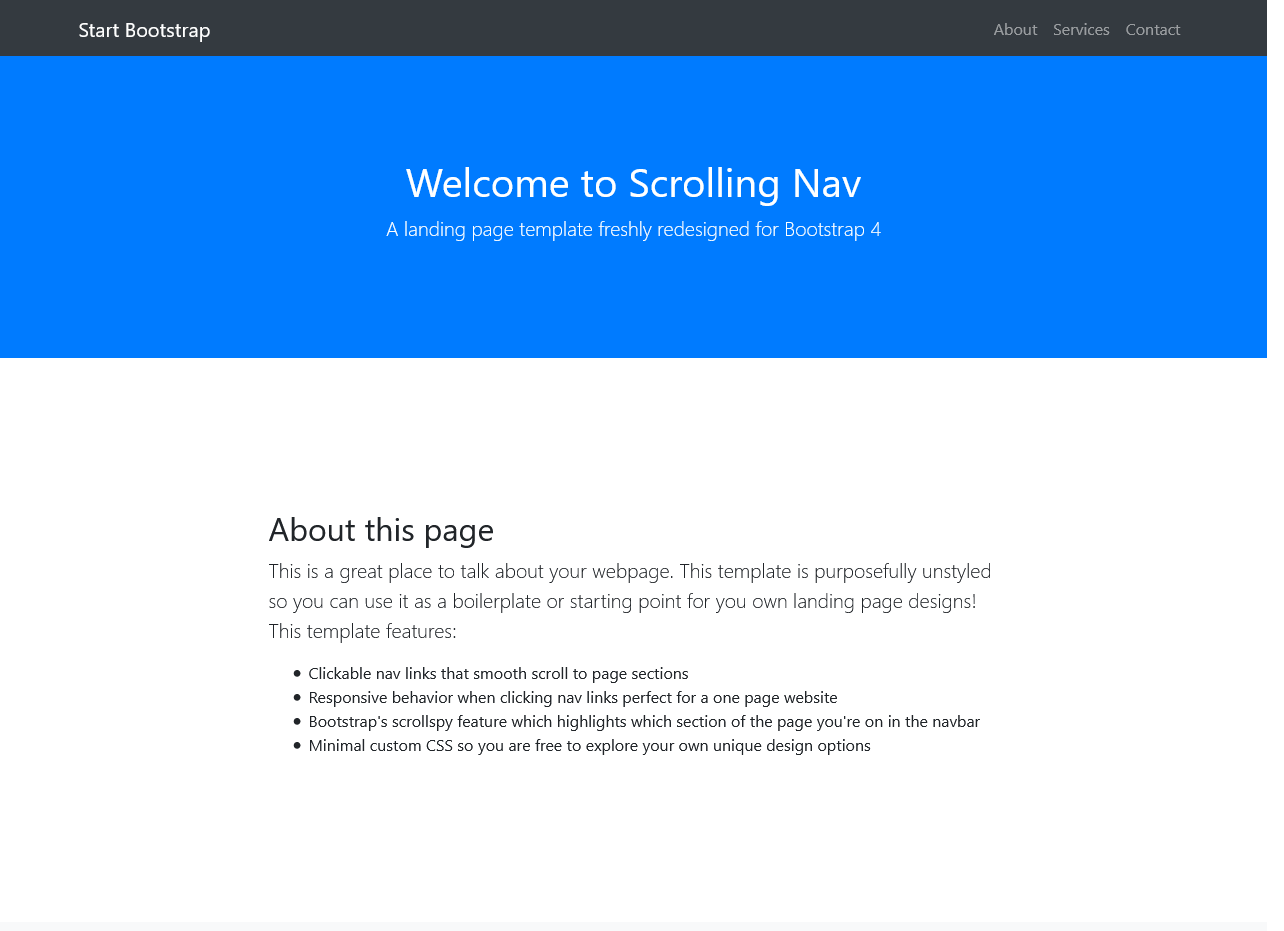 Start Bootstrap
About Services Contact
Welcome to Scrolling Nav
A landing page template freshly redesigned for Bootstrap 4
About this page
This is a great place to talk about your webpage. This template is purposefully unstyled
so you can use it as a boilerplate or starting point for you own landing page designs!
This template features:
• Clickable nav links that smooth scroll to page sections
• Responsive behavior when clicking nav links perfect for a one page website
• Bootstrap's scrollspy feature which highlights which section of the page you're on in the navbar
• Minimal custom CSS so you are free to explore your own unique design options